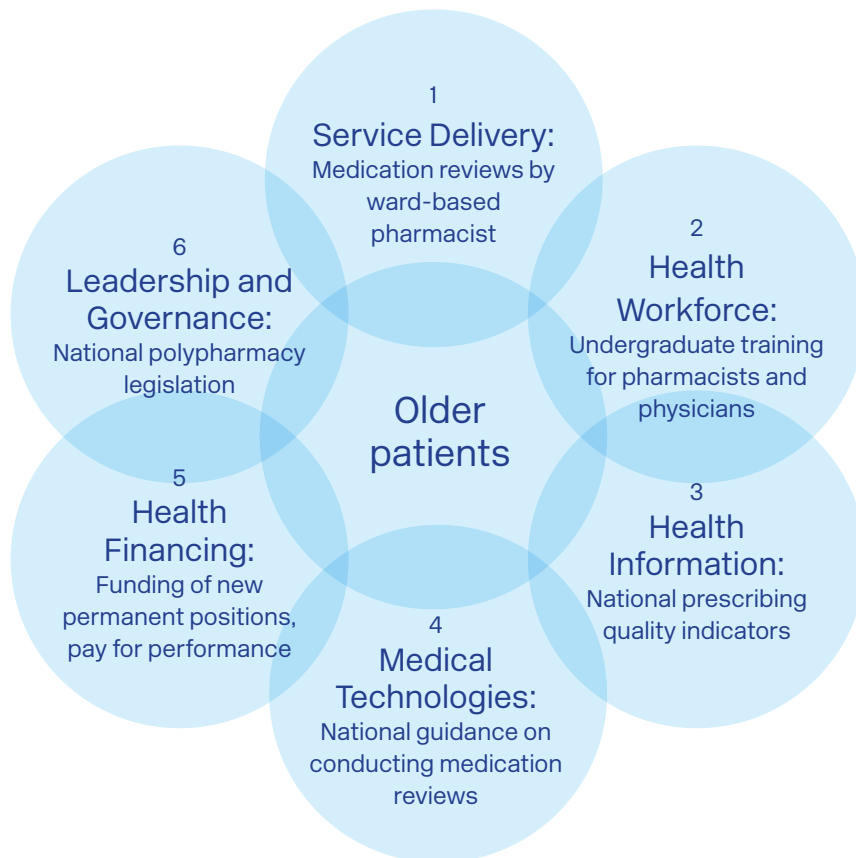 1
Service Delivery:
Medication reviews by
ward-based
pharmacist
2
Health
Workforce:
Undergraduate training
for pharmacists and
physicians
3
Health
Information:
National prescribing
quality indicators
4
Medical
Technologies:
National guidance on
conducting medication
reviews
5
Health
Financing:
Funding of new
permanent positions,
pay for performance
6
Leadership and
Governance:
National polypharmacy
legislation
Older
patients